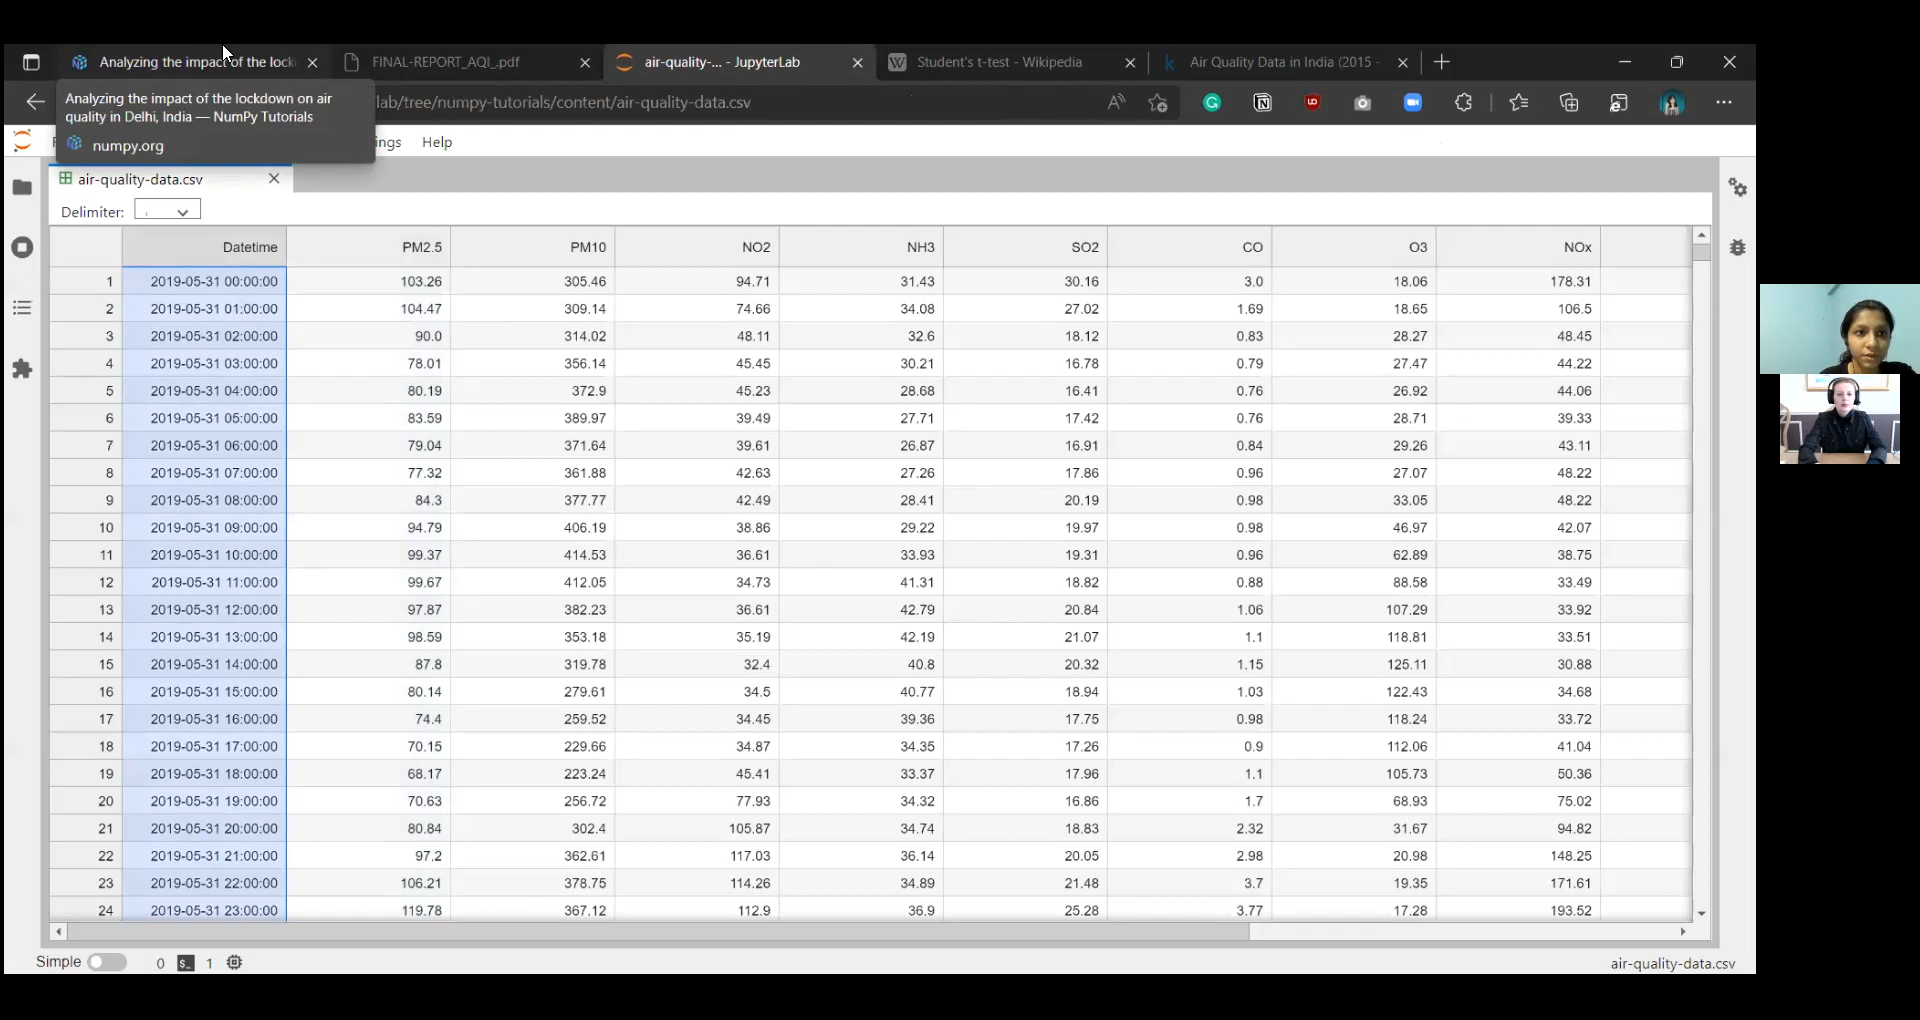 Analyzing the impact of the lock
FINAL-REPORT_AQI_.pdf
air-quality-... - JupyterLab
Student's t-test - Wikipedia
Air Quality Data in India (2015 -
lab/tree/numpy-tutorials/content/air-quality-data.csv
Analyzing the impact of the lockdown on air
quality in Delhi, India — NumPy Tutorials
numpy.org
ngs Help
air-quality-data.csv
Delimiter: ,
Datetime PM2.5 PM10 NO2 NH3 SO2 CO O3 NOx
1 2019-05-31 00:00:00 103.26 305.46 94.71 31.43 30.16 3.0 18.06 178.31
2 2019-05-31 01:00:00 104.47 309.14 74.66 34.08 27.02 1.69 18.65 106.5
3 2019-05-31 02:00:00 90.0 314.02 48.11 32.6 18.12 0.83 28.27 48.45
4 2019-05-31 03:00:00 78.01 356.14 45.45 30.21 16.78 0.79 27.47 44.22
5 2019-05-31 04:00:00 80.19 372.9 45.23 28.68 16.41 0.76 26.92 44.06
6 2019-05-31 05:00:00 83.59 389.97 39.49 27.71 17.42 0.76 28.71 39.33
7 2019-05-31 06:00:00 79.04 371.64 39.61 26.87 16.91 0.84 29.26 43.11
8 2019-05-31 07:00:00 77.32 361.88 42.63 27.26 17.86 0.96 27.07 48.22
9 2019-05-31 08:00:00 84.3 377.77 42.49 28.41 20.19 0.98 33.05 48.22
10 2019-05-31 09:00:00 94.79 406.19 38.86 29.22 19.97 0.98 46.97 42.07
11 2019-05-31 10:00:00 99.37 414.53 36.61 33.93 19.31 0.96 62.89 38.75
12 2019-05-31 11:00:00 99.67 412.05 34.73 41.31 18.82 0.88 88.58 33.49
13 2019-05-31 12:00:00 97.87 382.23 36.61 42.79 20.84 1.06 107.29 33.92
14 2019-05-31 13:00:00 98.59 353.18 35.19 42.19 21.07 1.1 118.81 33.51
15 2019-05-31 14:00:00 87.8 319.78 32.4 40.8 20.32 1.15 125.11 30.88
16 2019-05-31 15:00:00 80.14 279.61 34.5 40.77 18.94 1.03 122.43 34.68
17 2019-05-31 16:00:00 74.4 259.52 34.45 39.36 17.75 0.98 118.24 33.72
18 2019-05-31 17:00:00 70.15 229.66 34.87 34.35 17.26 0.9 112.06 41.04
19 2019-05-31 18:00:00 68.17 223.24 45.41 33.37 17.96 1.1 105.73 50.36
20 2019-05-31 19:00:00 70.63 256.72 77.93 34.32 16.86 1.7 68.93 75.02
21 2019-05-31 20:00:00 80.84 302.4 105.87 34.74 18.83 2.32 31.67 94.82
22 2019-05-31 21:00:00 97.2 362.61 117.03 36.14 20.05 2.98 20.98 148.25
23 2019-05-31 22:00:00 106.21 378.75 114.26 34.89 21.48 3.7 19.35 171.61
24 2019-05-31 23:00:00 119.78 367.12 112.9 36.9 25.28 3.77 17.28 193.52
Simple 0 1
air-quality-data.csv